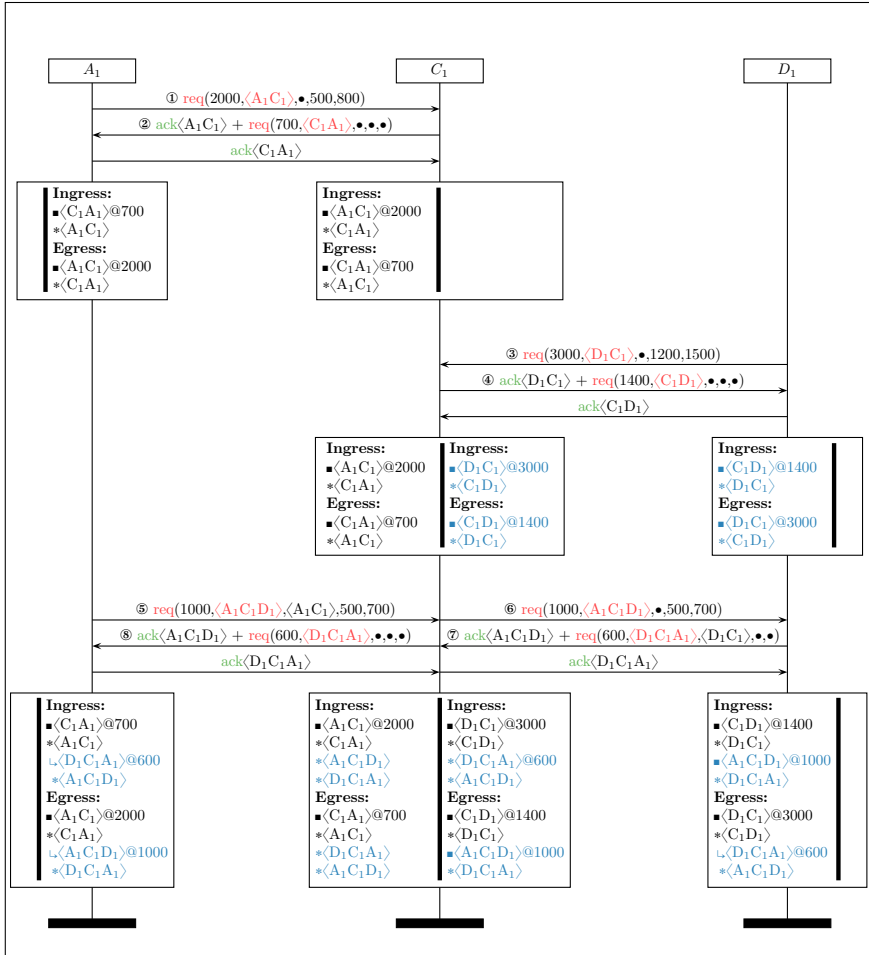 A₁ C₁ D₁
① req(2000,⟨A₁C₁⟩,•,500,800)
② ack⟨A₁C₁⟩ + req(700,⟨C₁A₁⟩,•,•,•)
ack⟨C₁A₁⟩
Ingress:
■⟨C₁A₁⟩@700
∗⟨A₁C₁⟩
Egress:
■⟨A₁C₁⟩@2000
∗⟨C₁A₁⟩
Ingress:
■⟨A₁C₁⟩@2000
∗⟨C₁A₁⟩
Egress:
■⟨C₁A₁⟩@700
∗⟨A₁C₁⟩
③ req(3000,⟨D₁C₁⟩,•,1200,1500)
④ ack⟨D₁C₁⟩ + req(1400,⟨C₁D₁⟩,•,•,•)
ack⟨C₁D₁⟩
Ingress:
■⟨A₁C₁⟩@2000
∗⟨C₁A₁⟩
Egress:
■⟨C₁A₁⟩@700
∗⟨A₁C₁⟩
Ingress:
■⟨D₁C₁⟩@3000
∗⟨C₁D₁⟩
Egress:
■⟨C₁D₁⟩@1400
∗⟨D₁C₁⟩
Ingress:
■⟨C₁D₁⟩@1400
∗⟨D₁C₁⟩
Egress:
■⟨D₁C₁⟩@3000
∗⟨C₁D₁⟩
⑤ req(1000,⟨A₁C₁D₁⟩,⟨A₁C₁⟩,500,700)
⑥ req(1000,⟨A₁C₁D₁⟩,•,500,700)
⑧ ack⟨A₁C₁D₁⟩ + req(600,⟨D₁C₁A₁⟩,•,•,•)
⑦ ack⟨A₁C₁D₁⟩ + req(600,⟨D₁C₁A₁⟩,⟨D₁C₁⟩,•,•)
ack⟨D₁C₁A₁⟩
ack⟨D₁C₁A₁⟩
Ingress:
■⟨C₁A₁⟩@700
∗⟨A₁C₁⟩
↳⟨D₁C₁A₁⟩@600
∗⟨A₁C₁D₁⟩
Egress:
■⟨A₁C₁⟩@2000
∗⟨C₁A₁⟩
↳⟨A₁C₁D₁⟩@1000
∗⟨D₁C₁A₁⟩
Ingress:
■⟨A₁C₁⟩@2000
∗⟨C₁A₁⟩
∗⟨A₁C₁D₁⟩
∗⟨D₁C₁A₁⟩
Egress:
■⟨C₁A₁⟩@700
∗⟨A₁C₁⟩
∗⟨D₁C₁A₁⟩
∗⟨A₁C₁D₁⟩
Ingress:
■⟨D₁C₁⟩@3000
∗⟨C₁D₁⟩
∗⟨D₁C₁A₁⟩@600
∗⟨A₁C₁D₁⟩
Egress:
■⟨C₁D₁⟩@1400
∗⟨D₁C₁⟩
■⟨A₁C₁D₁⟩@1000
∗⟨D₁C₁A₁⟩
Ingress:
■⟨C₁D₁⟩@1400
∗⟨D₁C₁⟩
■⟨A₁C₁D₁⟩@1000
∗⟨D₁C₁A₁⟩
Egress:
■⟨D₁C₁⟩@3000
∗⟨C₁D₁⟩
↳⟨D₁C₁A₁⟩@600
∗⟨A₁C₁D₁⟩